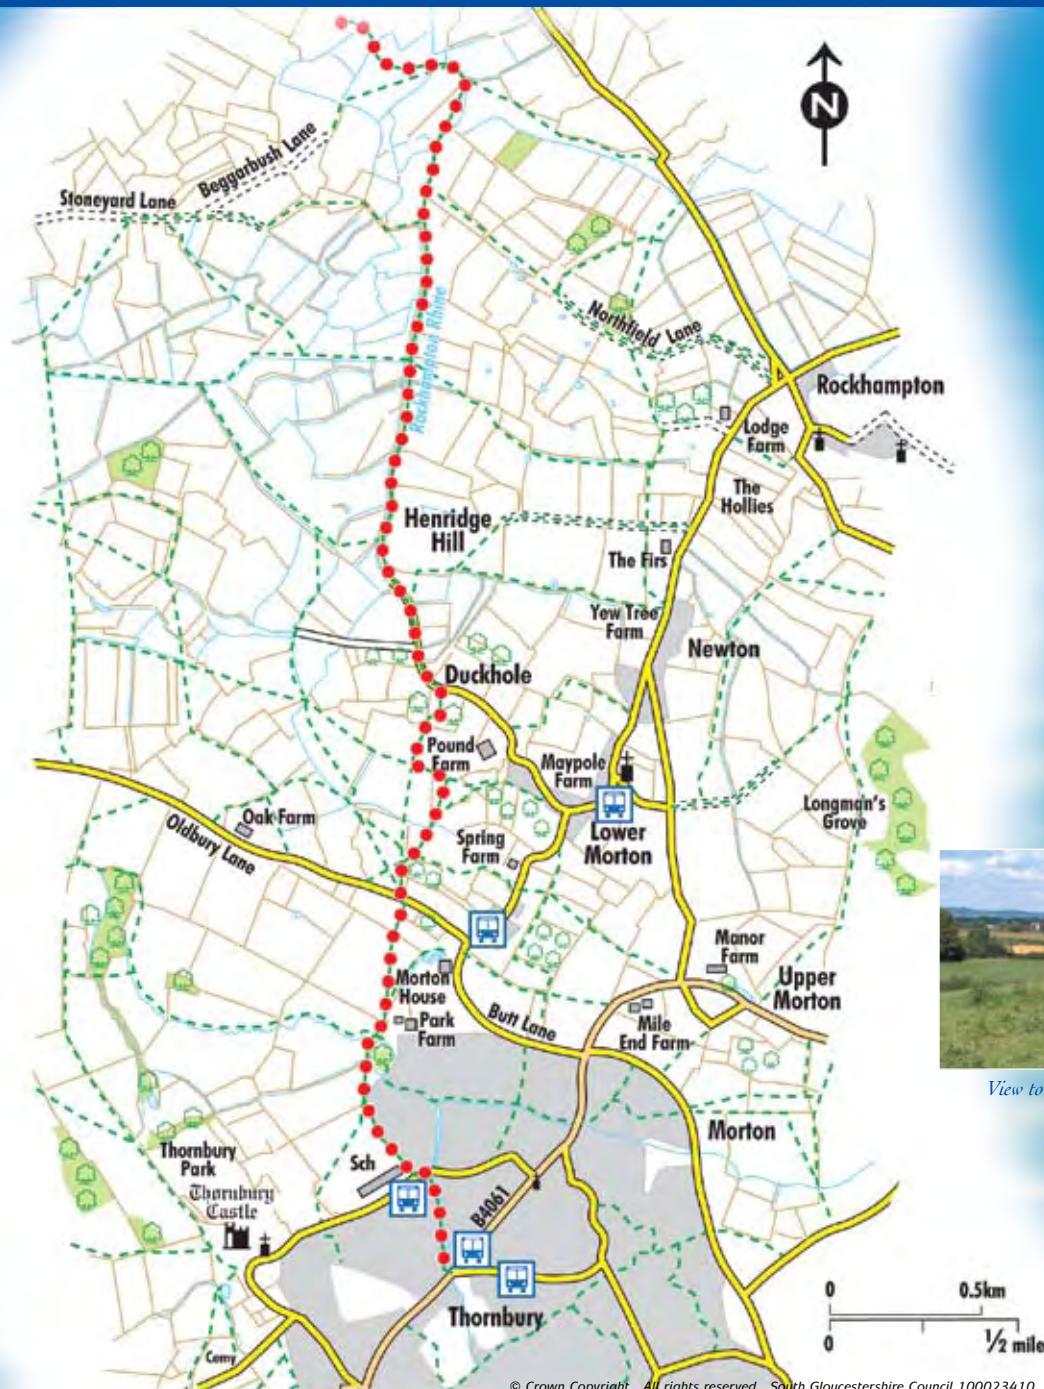 N
Beggarbush Lane
Stoneyard Lane
Rockhampton Rhine
Northfield Lane
Rockhampton
Lodge
Farm
The
Hollies
Henridge
Hill
The Firs
Yew Tree
Farm
Newton
Duckhole
Pound
Farm
Maypole
Farm
Longman's
Grove
Oak Farm
Oldbury Lane
Spring
Farm
Lower
Morton
Manor
Farm
Upper
Morton
Morton
House
Park
Farm
Butt Lane
Mile
End Farm
View to
Morton
Thornbury
Park
Sch
Thornbury
Castle
B4061
Thornbury
0
0.5km
0
½ mile
© Crown Copyright. All rights reserved. South Gloucestershire Council 100023410